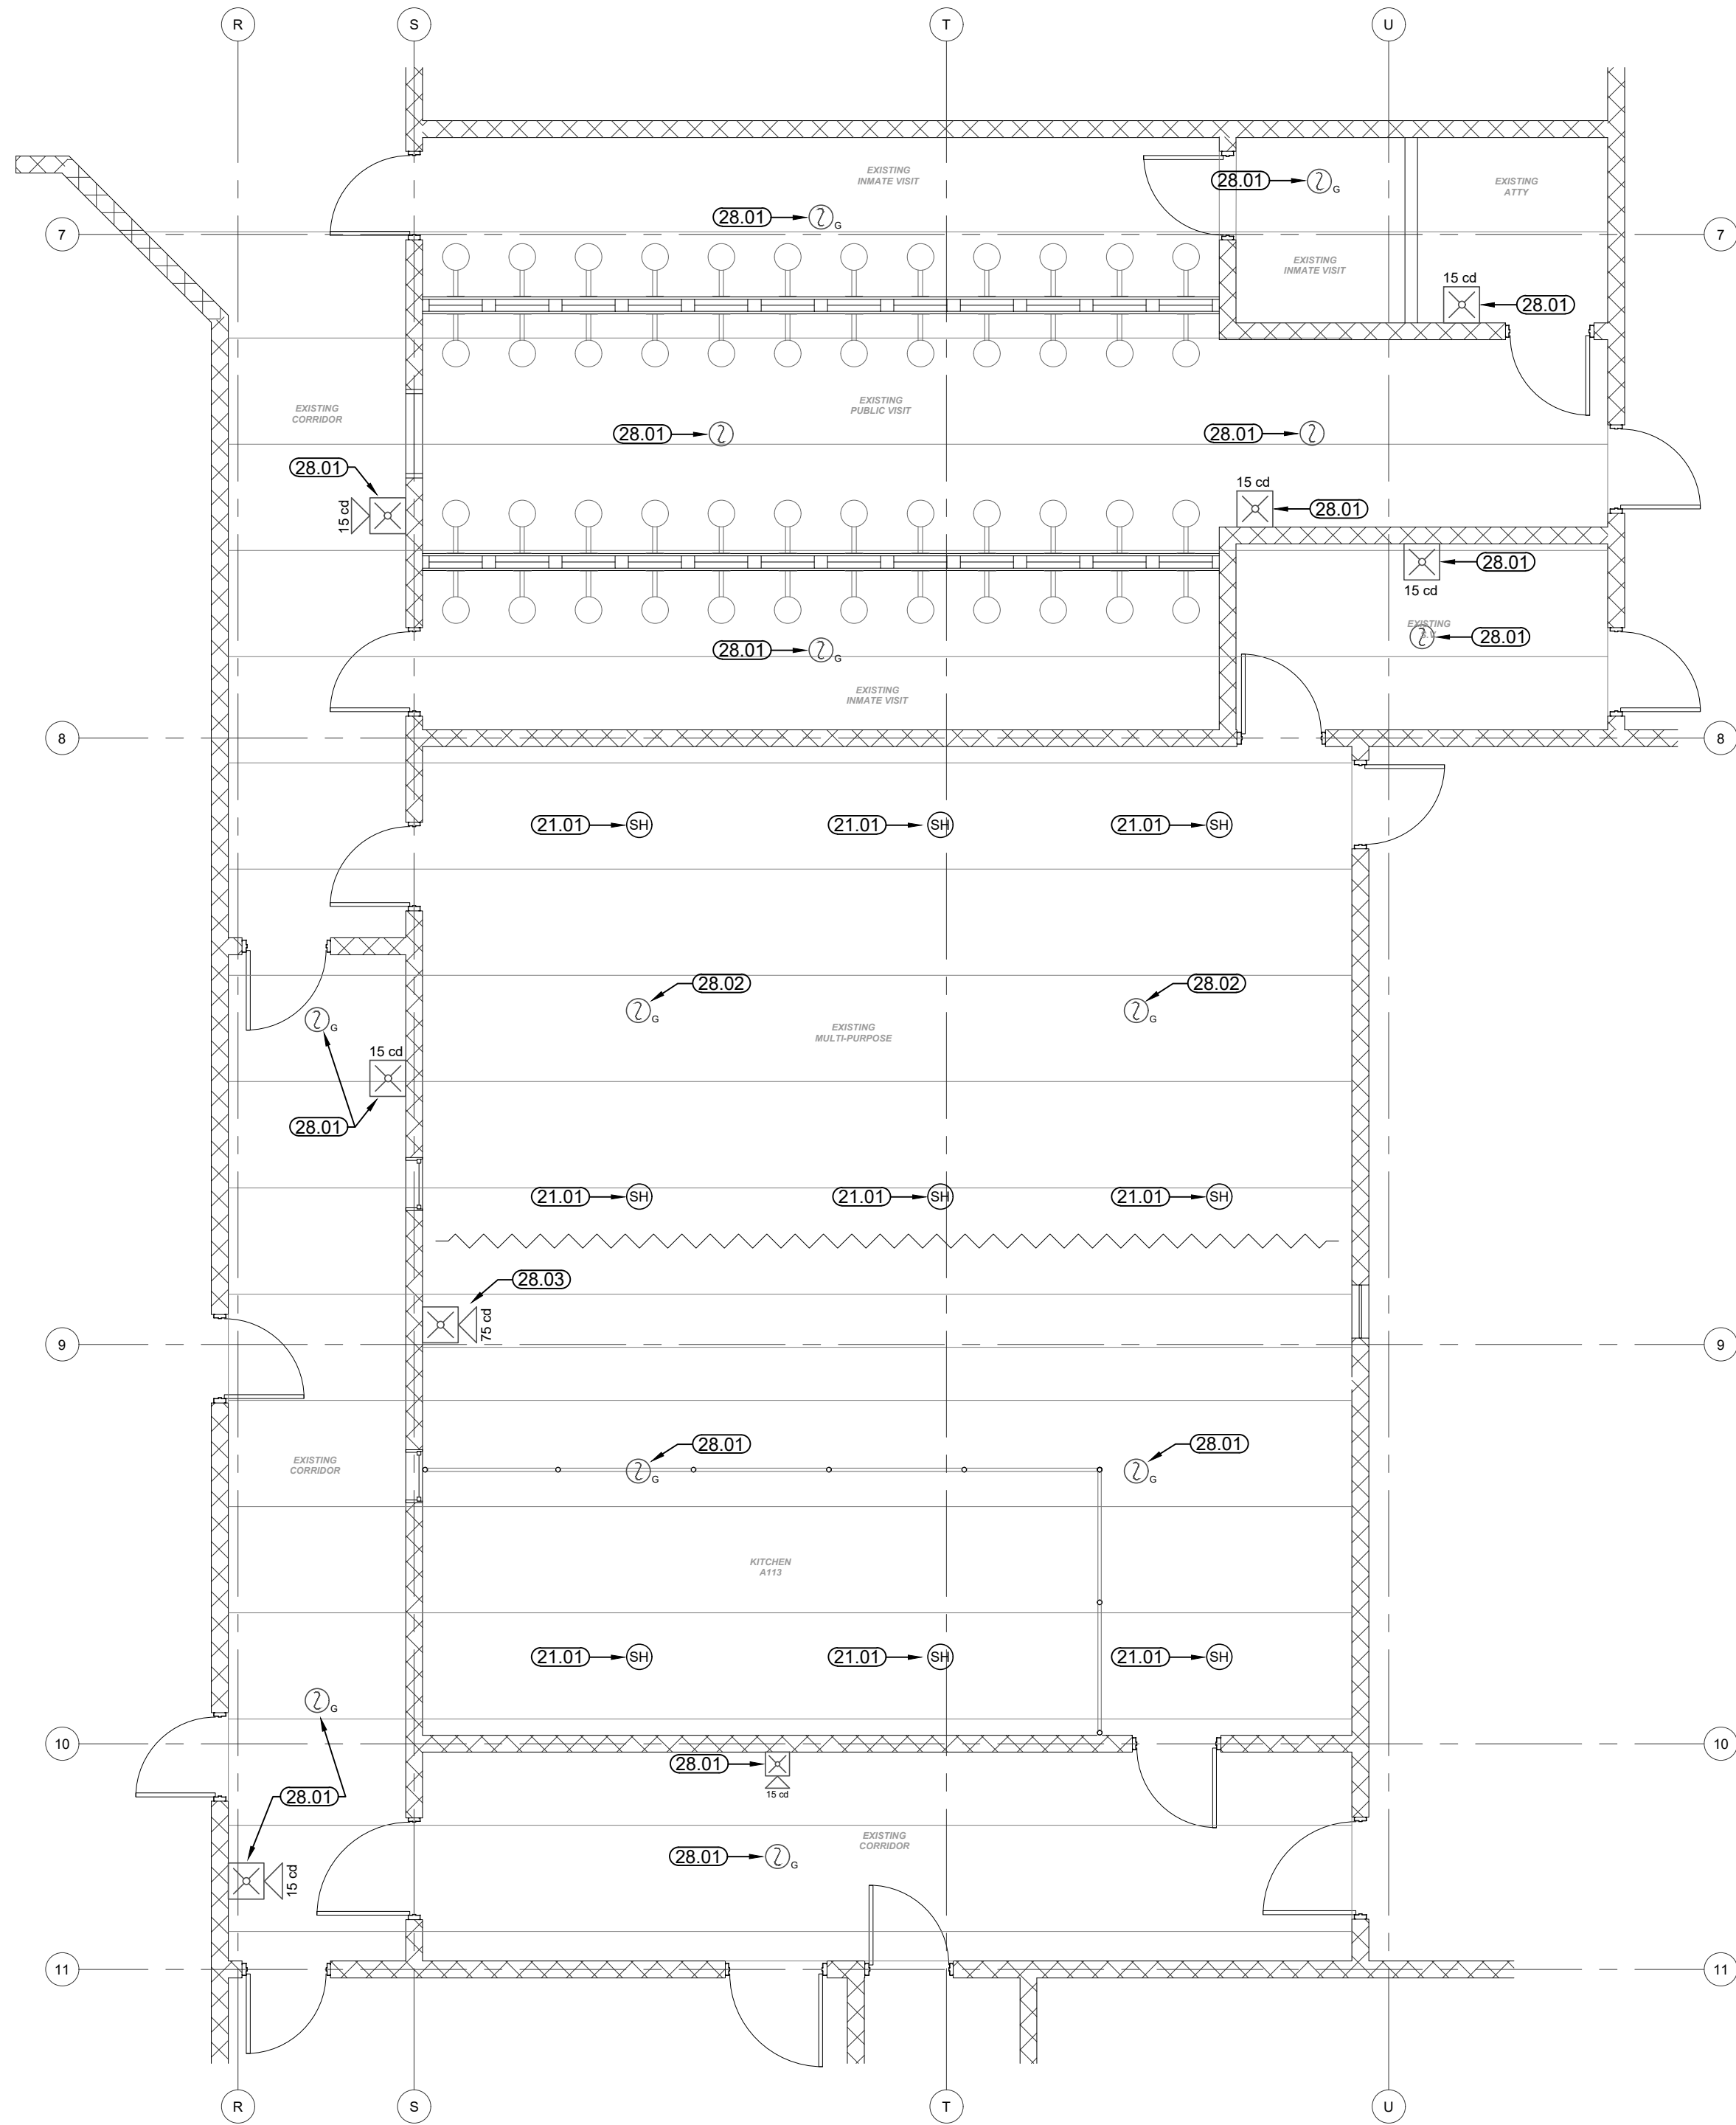 R
S
T
U
EXISTING
INMATE VISIT
28.01
G
EXISTING
ATTY
28.01
G
7
7
EXISTING
INMATE VISIT
15 cd
28.01
EXISTING
CORRIDOR
EXISTING
PUBLIC VISIT
28.01
28.01
28.01
15 cd
15 cd
28.01
28.01
15 cd
EXISTING
28.01
28.01
G
EXISTING
INMATE VISIT
8
8
21.01
SH
21.01
SH
21.01
SH
28.02
G
28.02
G
EXISTING
MULTI-PURPOSE
G
15 cd
28.01
21.01
SH
21.01
SH
21.01
SH
28.03
75 cd
9
9
28.01
G
28.01
G
EXISTING
CORRIDOR
KITCHEN
A113
21.01
SH
21.01
SH
21.01
SH
G
10
10
28.01
15 cd
28.01
15 cd
EXISTING
CORRIDOR
28.01
G
11
11
R
S
T
U